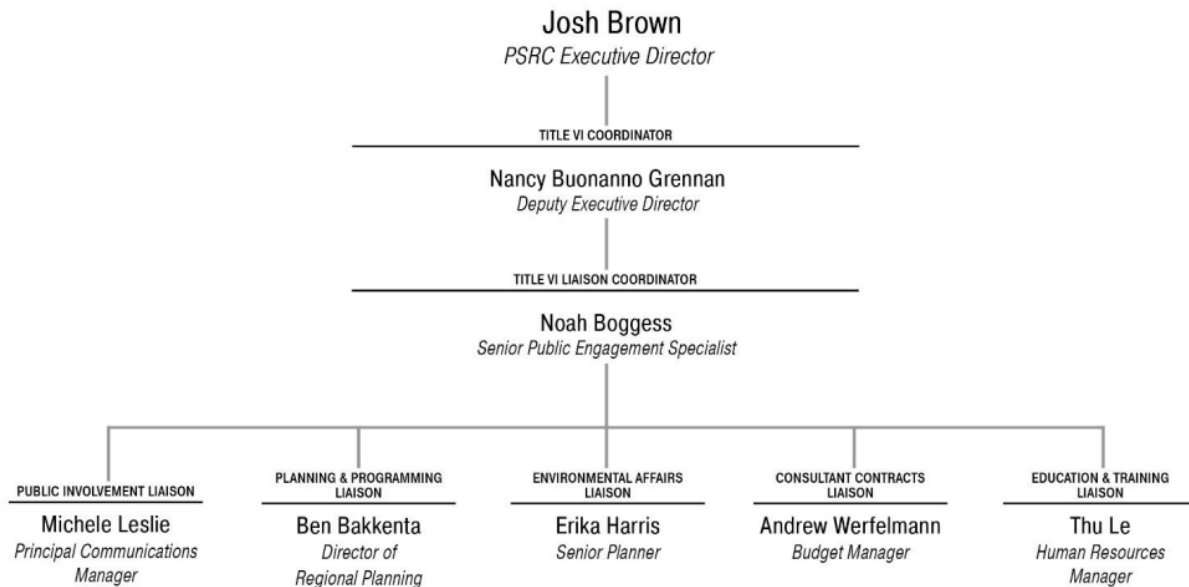 Josh Brown
PSRC Executive Director
TITLE VI COORDINATOR
Nancy Buonanno Grennan
Deputy Executive Director
TITLE VI LIAISON COORDINATOR
Noah Boggess
Senior Public Engagement Specialist
PUBLIC INVOLVEMENT LIAISON
Michele Leslie
Principal Communications
Manager
PLANNING & PROGRAMMING
LIAISON
Ben Bakkenta
Director of
Regional Planning
ENVIRONMENTAL AFFAIRS
LIAISON
Erika Harris
Senior Planner
CONSULTANT CONTRACTS
LIAISON
Andrew Werfelmann
Budget Manager
EDUCATION & TRAINING
LIAISON
Thu Le
Human Resources
Manager